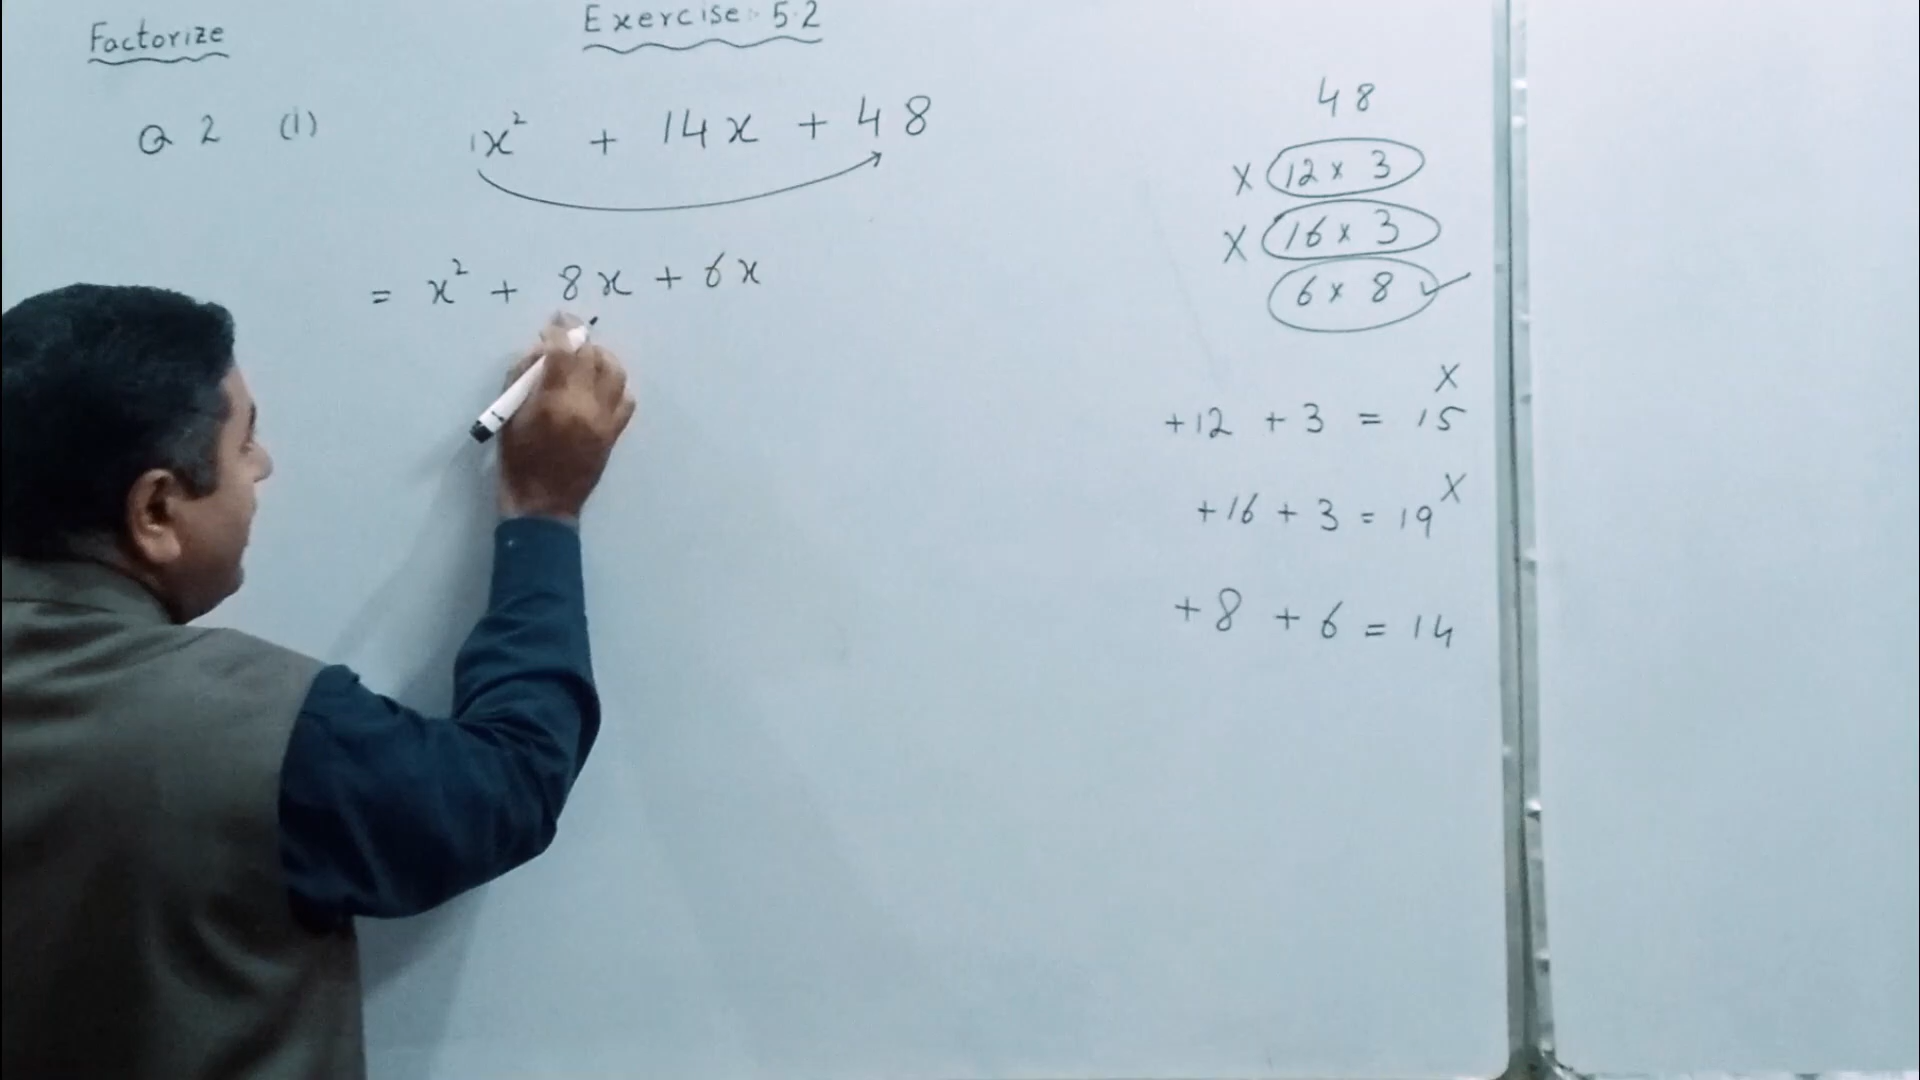 Factorize
Exercise: 5.2
Q 2 (i) 1x² + 14x + 48
= x² + 8x + 6x
48
X 12 x 3
X 16 x 3
6 x 8 ✓
X
+12 + 3 = 15
X
+16 + 3 = 19
+8 + 6 = 14